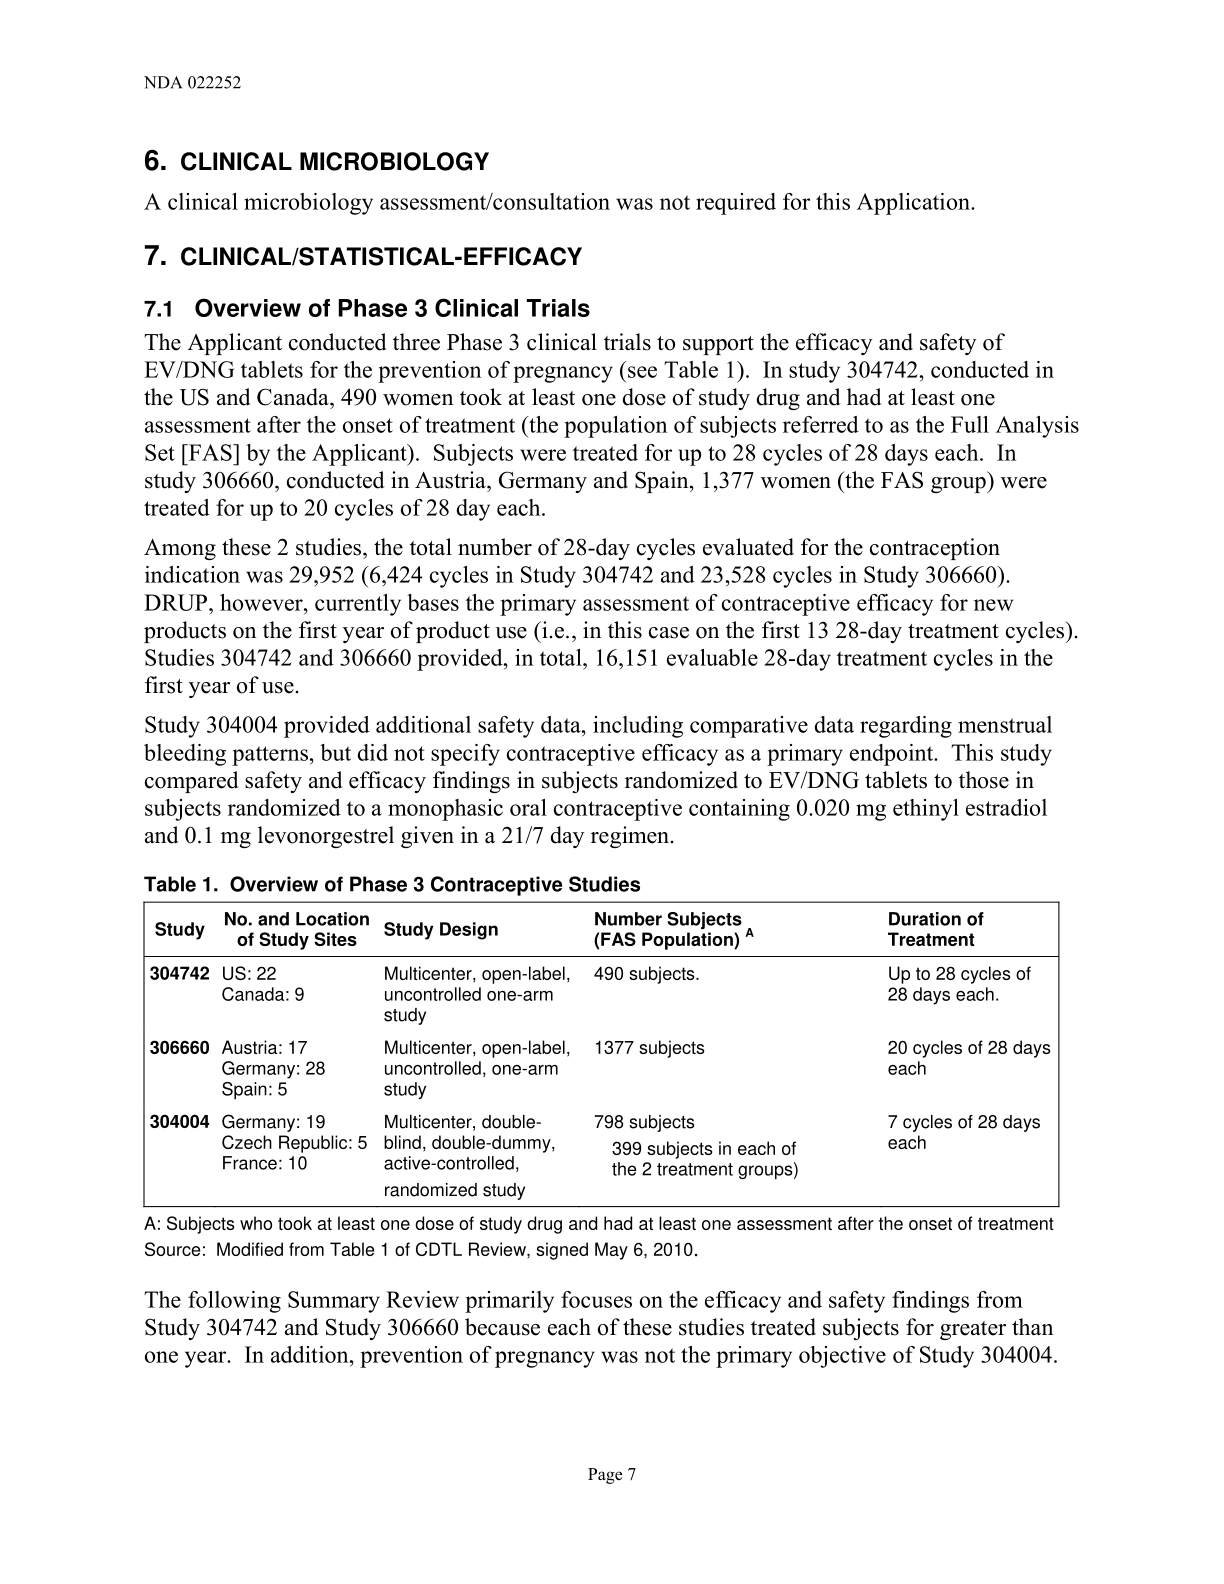 NDA 022252
6. CLINICAL MICROBIOLOGY
A clinical microbiology assessment/consultation was not required for this Application.
7. CLINICAL/STATISTICAL-EFFICACY
7.1 Overview of Phase 3 Clinical Trials
The Applicant conducted three Phase 3 clinical trials to support the efficacy and safety of
EV/DNG tablets for the prevention of pregnancy (see Table 1). In study 304742, conducted in
the US and Canada, 490 women took at least one dose of study drug and had at least one
assessment after the onset of treatment (the population of subjects referred to as the Full Analysis
Set [FAS] by the Applicant). Subjects were treated for up to 28 cycles of 28 days each. In
study 306660, conducted in Austria, Germany and Spain, 1,377 women (the FAS group) were
treated for up to 20 cycles of 28 day each.
Among these 2 studies, the total number of 28-day cycles evaluated for the contraception
indication was 29,952 (6,424 cycles in Study 304742 and 23,528 cycles in Study 306660).
DRUP, however, currently bases the primary assessment of contraceptive efficacy for new
products on the first year of product use (i.e., in this case on the first 13 28-day treatment cycles).
Studies 304742 and 306660 provided, in total, 16,151 evaluable 28-day treatment cycles in the
first year of use.
Study 304004 provided additional safety data, including comparative data regarding menstrual
bleeding patterns, but did not specify contraceptive efficacy as a primary endpoint. This study
compared safety and efficacy findings in subjects randomized to EV/DNG tablets to those in
subjects randomized to a monophasic oral contraceptive containing 0.020 mg ethinyl estradiol
and 0.1 mg levonorgestrel given in a 21/7 day regimen.
Table 1. Overview of Phase 3 Contraceptive Studies
Study No. and Location of Study Sites Study Design Number Subjects (FAS Population) A Duration of Treatment
304742 US: 22 Multicenter, open-label, 490 subjects. Up to 28 cycles of
Canada: 9 uncontrolled one-arm 28 days each.
study
306660 Austria: 17 Multicenter, open-label, 1377 subjects 20 cycles of 28 days
Germany: 28 uncontrolled, one-arm each
Spain: 5 study
304004 Germany: 19 Multicenter, double- 798 subjects 7 cycles of 28 days
Czech Republic: 5 blind, double-dummy, 399 subjects in each of each
France: 10 active-controlled, the 2 treatment groups)
randomized study
A: Subjects who took at least one dose of study drug and had at least one assessment after the onset of treatment
Source: Modified from Table 1 of CDTL Review, signed May 6, 2010.
The following Summary Review primarily focuses on the efficacy and safety findings from
Study 304742 and Study 306660 because each of these studies treated subjects for greater than
one year. In addition, prevention of pregnancy was not the primary objective of Study 304004.
Page 7